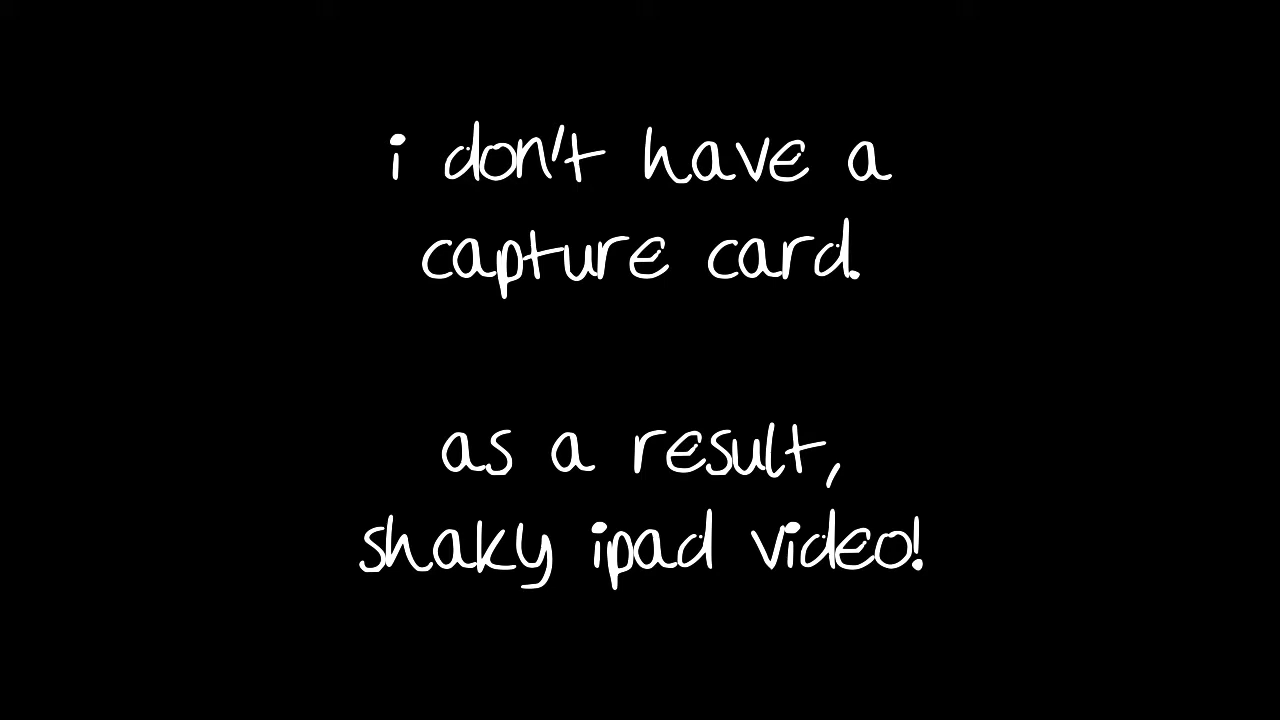 i don't have a
capture card.
as a result,
shaky ipad video!